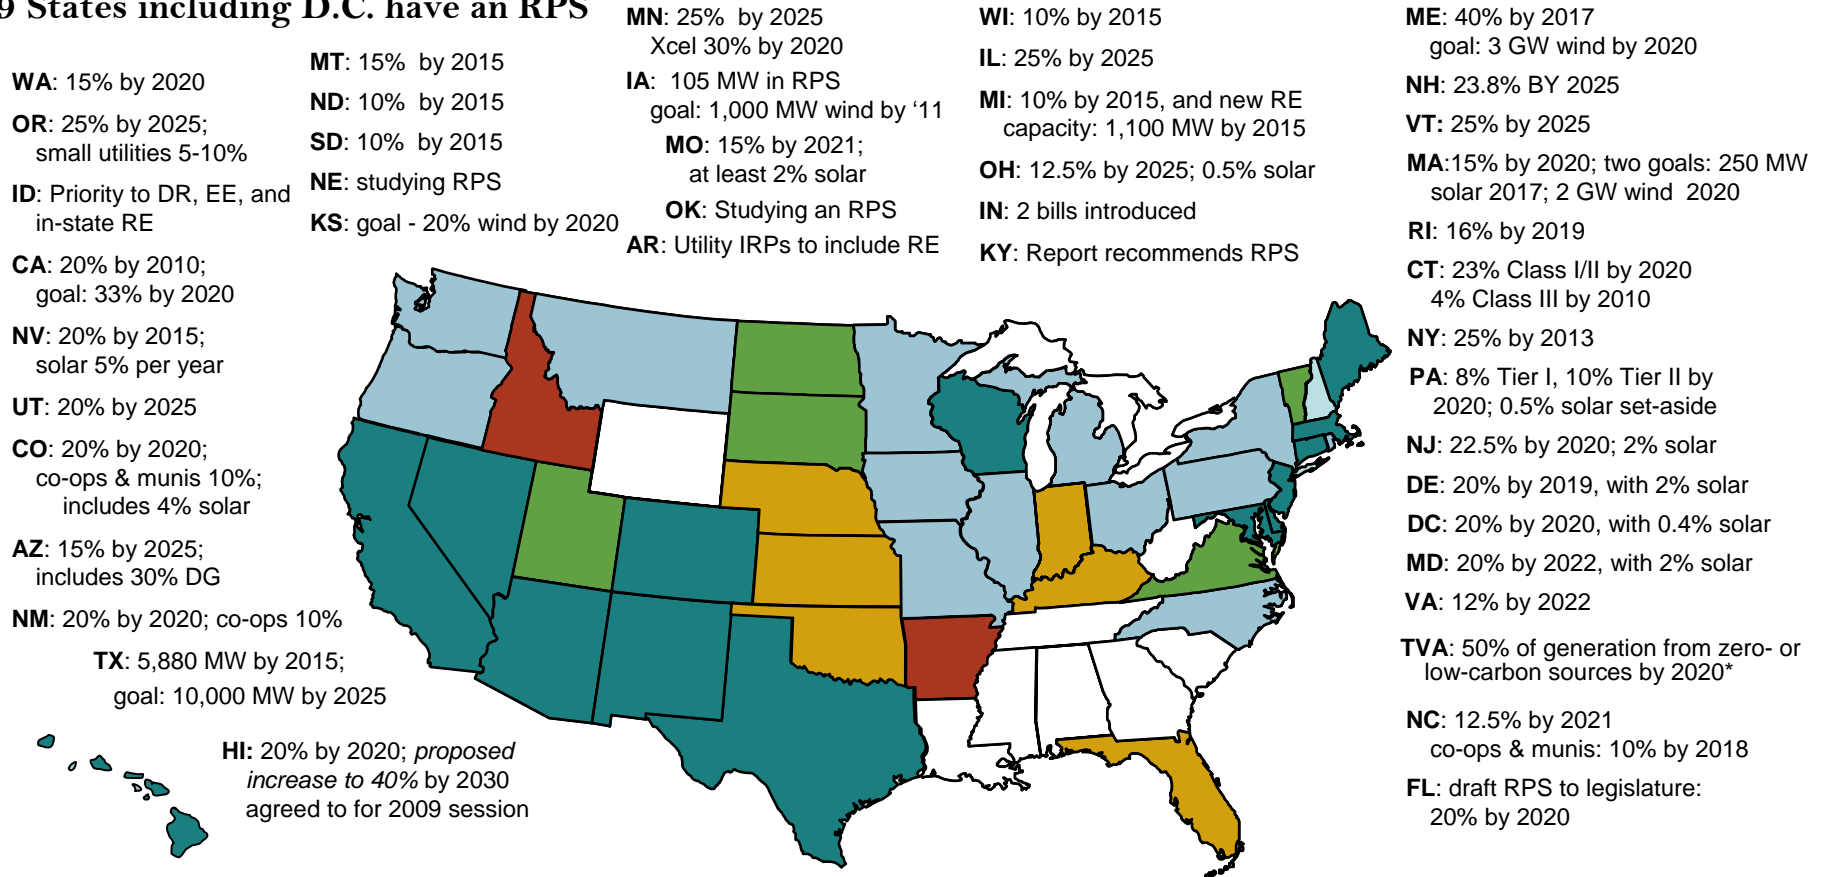 9 States including D.C. have an RPS
WA: 15% by 2020
OR: 25% by 2025;
small utilities 5-10%
ID: Priority to DR, EE, and
in-state RE
CA: 20% by 2010;
goal: 33% by 2020
NV: 20% by 2015;
solar 5% per year
UT: 20% by 2025
CO: 20% by 2020;
co-ops & munis 10%;
includes 4% solar
AZ: 15% by 2025;
includes 30% DG
NM: 20% by 2020; co-ops 10%
TX: 5,880 MW by 2015;
goal: 10,000 MW by 2025
HI: 20% by 2020; proposed
increase to 40% by 2030
agreed to for 2009 session
MT: 15% by 2015
ND: 10% by 2015
SD: 10% by 2015
NE: studying RPS
KS: goal - 20% wind by 2020
MN: 25% by 2025
Xcel 30% by 2020
IA: 105 MW in RPS
goal: 1,000 MW wind by ‘11
MO: 15% by 2021;
at least 2% solar
OK: Studying an RPS
AR: Utility IRPs to include RE
WI: 10% by 2015
IL: 25% by 2025
MI: 10% by 2015, and new RE
capacity: 1,100 MW by 2015
OH: 12.5% by 2025; 0.5% solar
IN: 2 bills introduced
KY: Report recommends RPS
ME: 40% by 2017
goal: 3 GW wind by 2020
NH: 23.8% BY 2025
VT: 25% by 2025
MA:15% by 2020; two goals: 250 MW
solar 2017; 2 GW wind 2020
RI: 16% by 2019
CT: 23% Class I/II by 2020
4% Class III by 2010
NY: 25% by 2013
PA: 8% Tier I, 10% Tier II by
2020; 0.5% solar set-aside
NJ: 22.5% by 2020; 2% solar
DE: 20% by 2019, with 2% solar
DC: 20% by 2020, with 0.4% solar
MD: 20% by 2022, with 2% solar
VA: 12% by 2022
TVA: 50% of generation from zero- or
low-carbon sources by 2020*
NC: 12.5% by 2021
co-ops & munis: 10% by 2018
FL: draft RPS to legislature:
20% by 2020